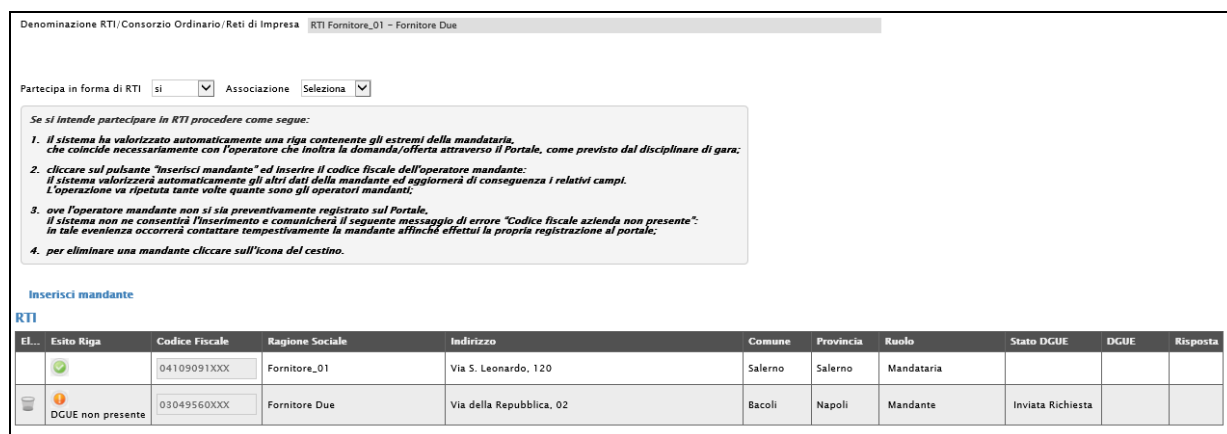 Denominazione RTI/Consorzio Ordinario/Reti di Impresa RTI Fornitore_01 - Fornitore Due
Partecipa in forma di RTI si Associazione Seleziona
Se si intende partecipare in RTI procedere come segue:
1. il sistema ha valorizzato automaticamente una riga contenente gli estremi della mandataria,
che coincide necessariamente con l'operatore che inoltra la domanda/offerta attraverso il Portale, come previsto dal disciplinare di gara;
2. cliccare sul pulsante "Inserisci mandante" ed inserire il codice fiscale dell'operatore mandante:
il sistema valorizzerà automaticamente gli altri dati della mandante ed aggiornerà di conseguenza i relativi campi.
L'operazione va ripetuta tante volte quante sono gli operatori mandanti;
3. ove l'operatore mandante non si sia preventivamente registrato sul Portale,
il sistema non ne consentirà l'inserimento e comunicherà il seguente messaggio di errore "Codice fiscale azienda non presente":
in tale evenienza occorrerà contattare tempestivamente la mandante affinché effettui la propria registrazione al portale;
4. per eliminare una mandante cliccare sull'icona del cestino.
Inserisci mandante
RTI
El... Esito Riga Codice Fiscale Ragione Sociale Indirizzo Comune Provincia Ruolo Stato DGUE DGUE Risposta
04109091XXX Fornitore_01 Via S. Leonardo, 120 Salerno Salerno Mandataria
DGUE non presente 03049560XXX Fornitore Due Via della Repubblica, 02 Bacoli Napoli Mandante Inviata Richiesta